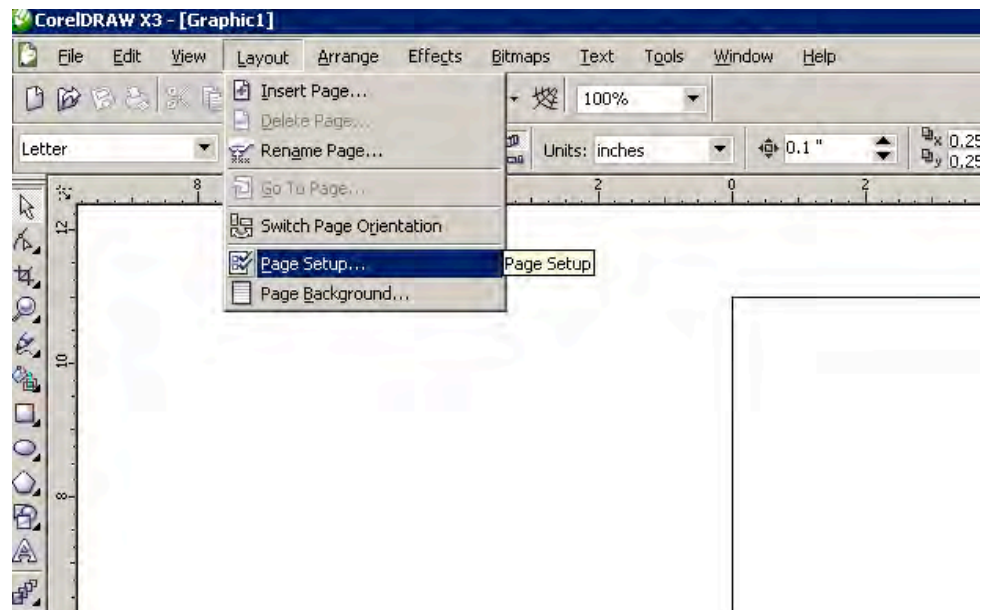 CorelDRAW X3 - [Graphic1]
File Edit View Layout Arrange Effects Bitmaps Text Tools Window Help
Insert Page...
100%
Delete Page...
Letter
Rename Page...
Units: inches
0.1 "
x 0.25
y 0.25
Go To Page...
8 2 0 2
Switch Page Orientation
12
Page Setup...
Page Setup
Page Background...
10
8